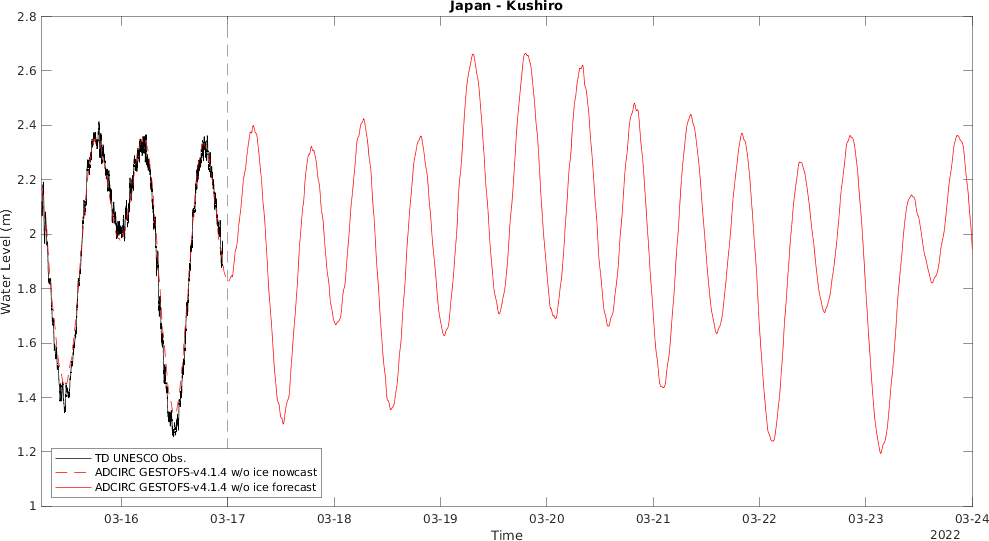 Japan - Kushiro
2.8
2.6
2.4
2.2
2
1.8
1.6
1.4
1.2
1
Water Level (m)
TD UNESCO Obs.
ADCIRC GESTOFS-v4.1.4 w/o ice nowcast
ADCIRC GESTOFS-v4.1.4 w/o ice forecast
03-16 03-17 03-18 03-19 03-20 03-21 03-22 03-23 03-24
Time
2022